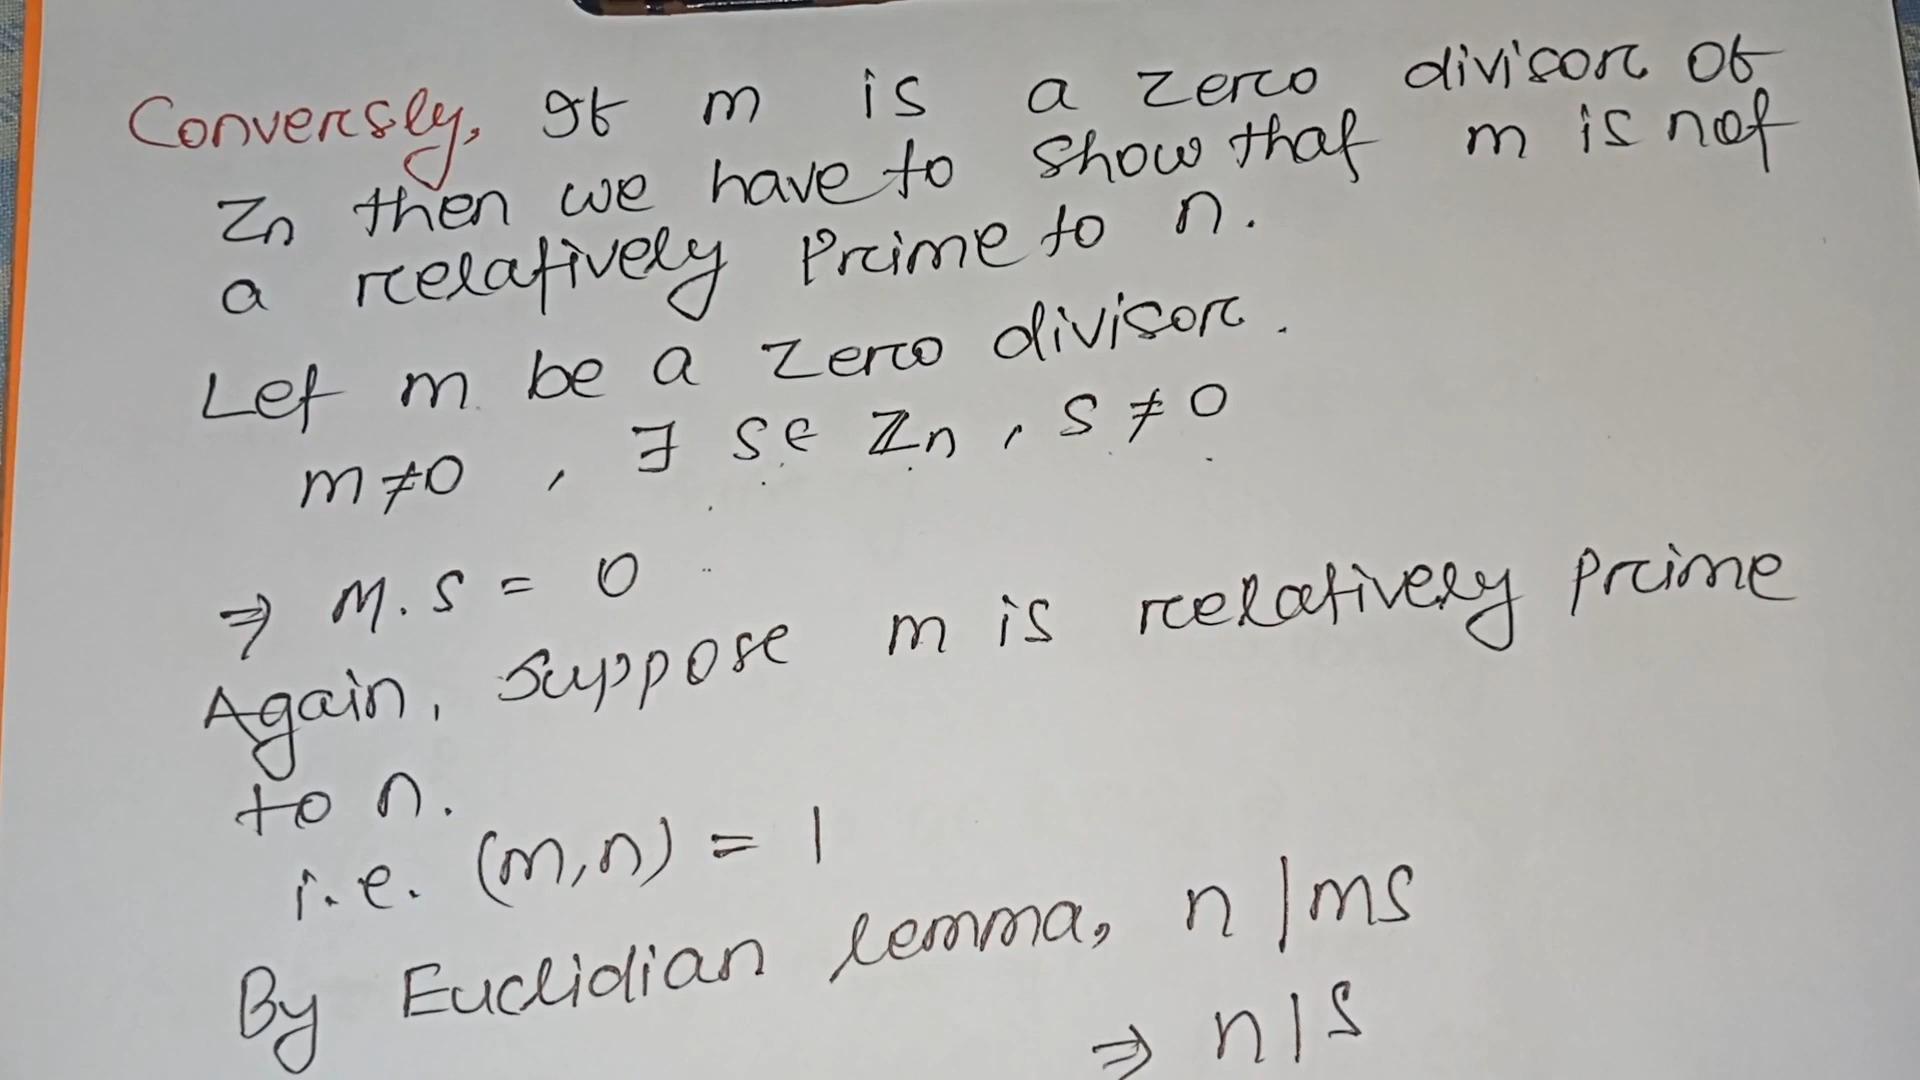 Conversly, If m is a zero divisor of
Zn then we have to show that m is not
a relatively Prime to n.
Let m be a zero divisor.
m ≠ 0 , ∃ s ∈ Zn , s ≠ 0
⇒ m.s = 0
Again, suppose m is relatively prime
to n.
i.e. (m,n) = 1
By Euclidian lemma, n | ms
⇒ n | s